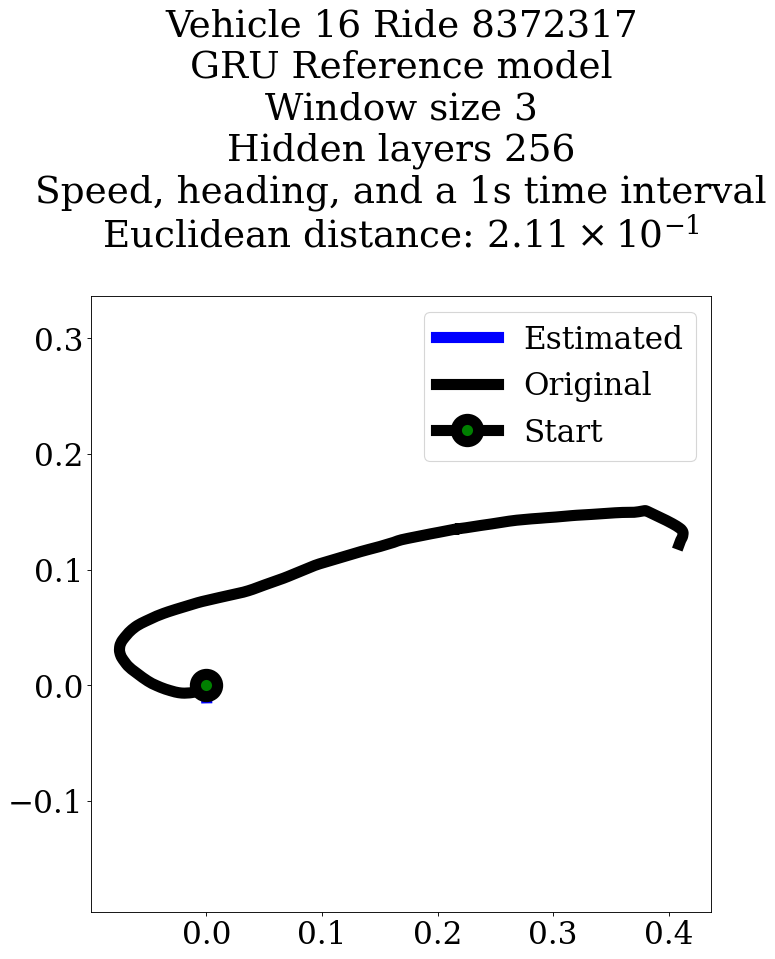 Vehicle 16 Ride 8372317
GRU Reference model
Window size 3
Hidden layers 256
Speed, heading, and a 1s time interval
Euclidean distance: 2.11 × 10⁻¹
Estimated
Original
Start
0.3
0.2
0.1
0.0
−0.1
0.0 0.1 0.2 0.3 0.4